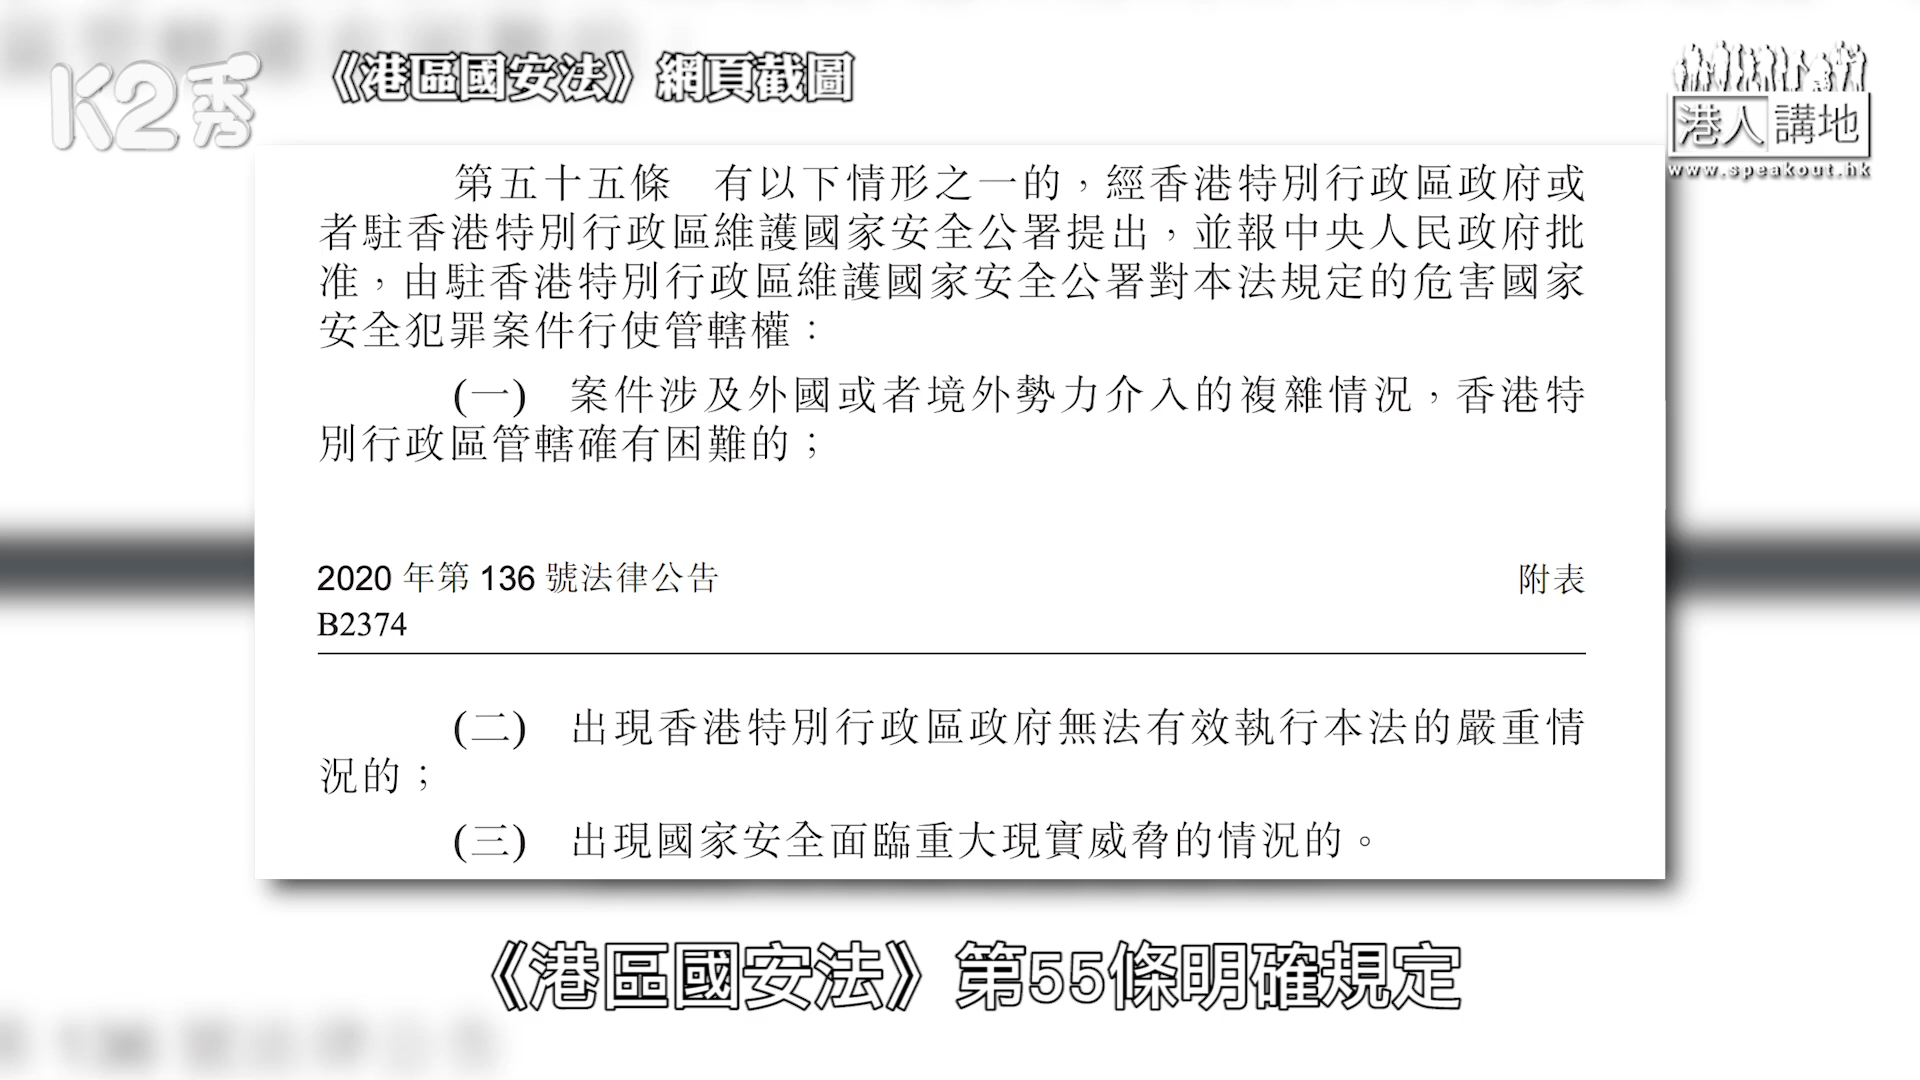 K2秀
《港區國安法》網頁截圖
港人講地
www.speakout.hk
第五十五條　有以下情形之一的，經香港特別行政區政府或
者駐香港特別行政區維護國家安全公署提出，並報中央人民政府批
准，由駐香港特別行政區維護國家安全公署對本法規定的危害國家
安全犯罪案件行使管轄權：
(一)　案件涉及外國或者境外勢力介入的複雜情況，香港特
別行政區管轄確有困難的；
2020 年第 136 號法律公告　附表
B2374
(二)　出現香港特別行政區政府無法有效執行本法的嚴重情
況的；
(三)　出現國家安全面臨重大現實威脅的情況的。
《港區國安法》第55條明確規定